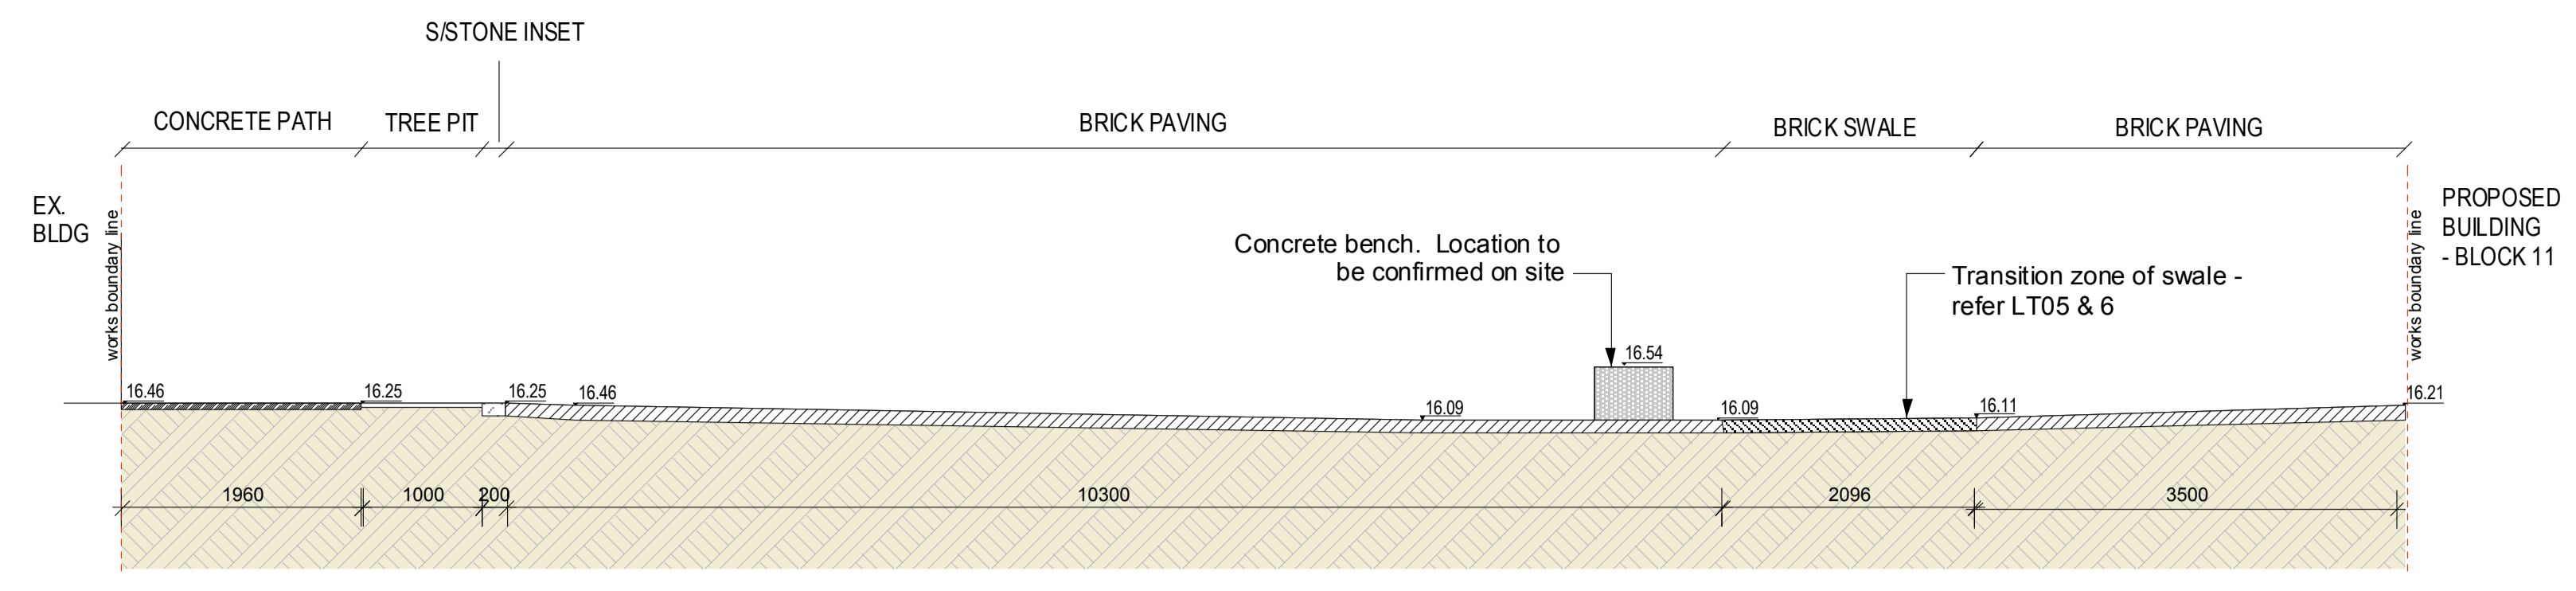 S/STONE INSET
CONCRETE PATH
TREE PIT
BRICK PAVING
BRICK SWALE
BRICK PAVING
EX.
BLDG
works boundary line
PROPOSED
BUILDING
- BLOCK 11
works boundary line
Concrete bench. Location to
be confirmed on site
Transition zone of swale -
refer LT05 & 6
16.46
16.25
16.25
16.46
16.09
16.54
16.09
16.11
16.21
1960
1000
200
10300
2096
3500